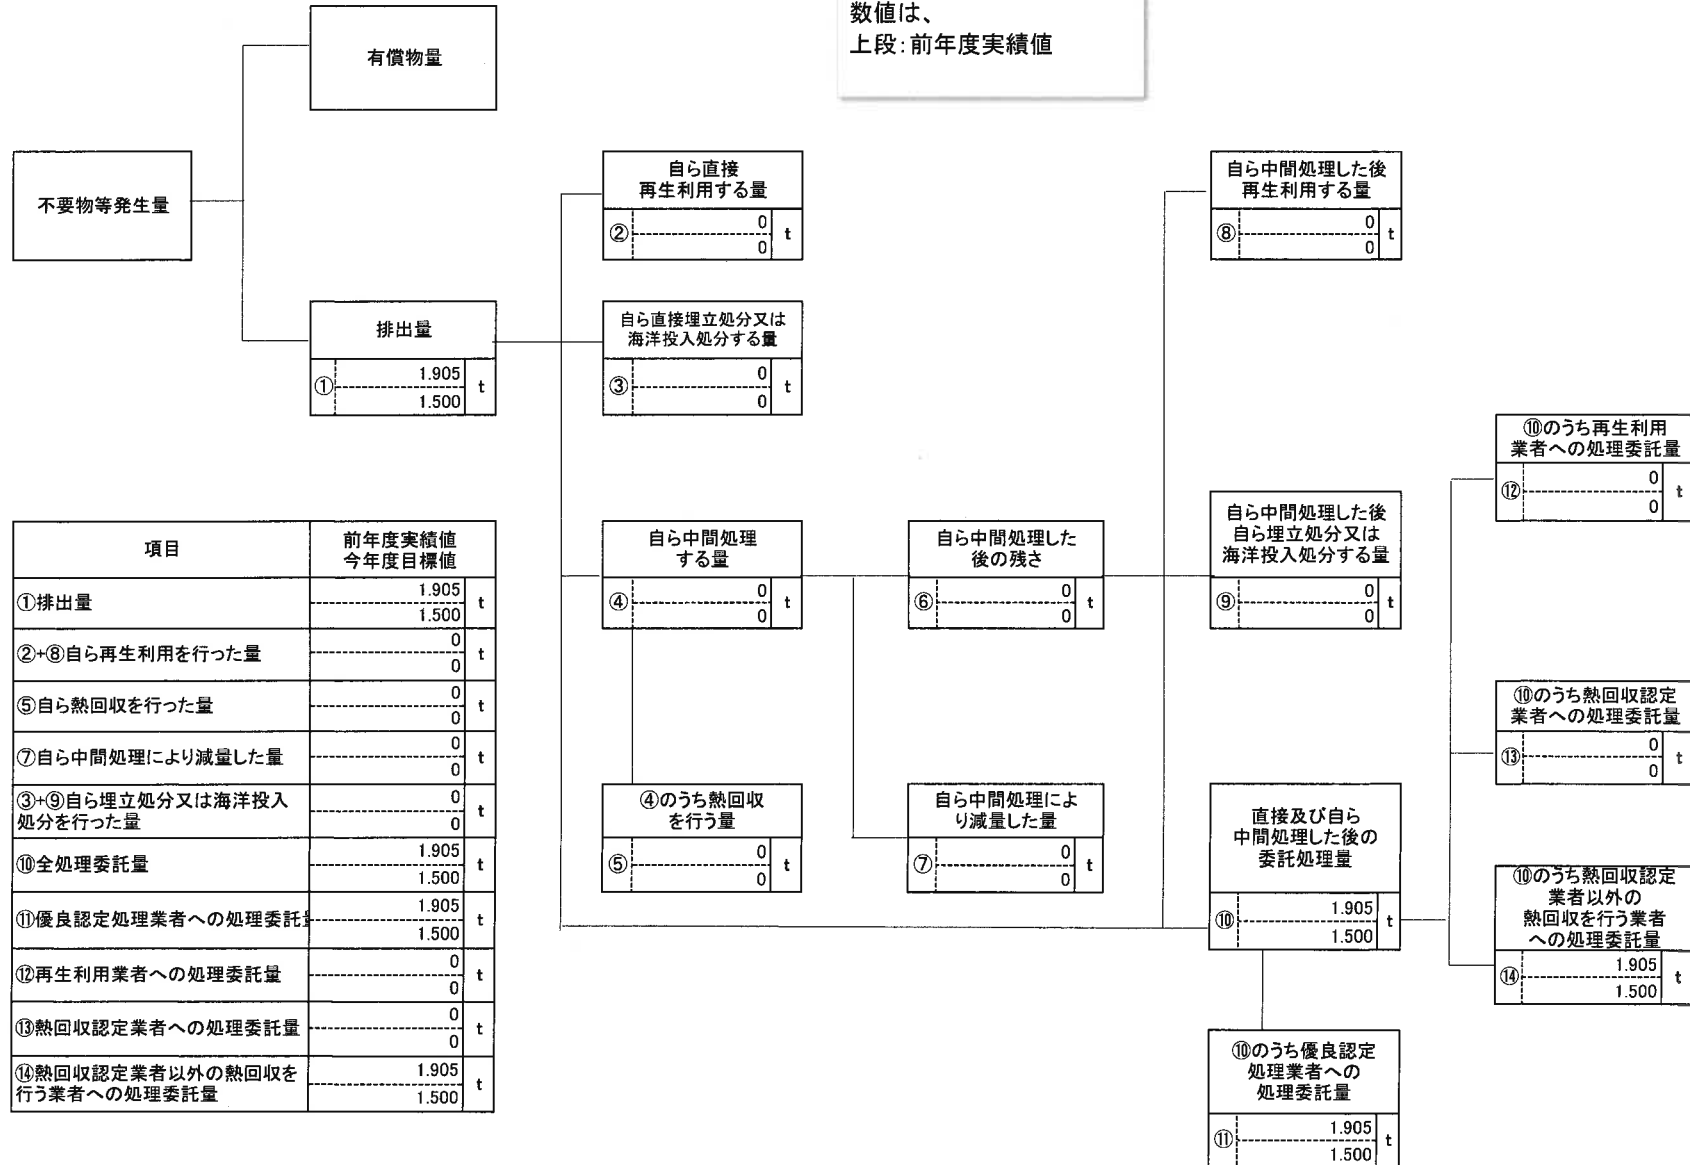 数値は、
上段：前年度実績値
有償物量
不要物等発生量
排出量
①
1.905
1.500
t
自ら直接
再生利用する量
②
0
0
t
自ら直接埋立処分又は
海洋投入処分する量
③
0
0
t
自ら中間処理
する量
④
0
0
t
④のうち熱回収
を行う量
⑤
0
0
t
自ら中間処理した
後の残さ
⑥
0
0
t
自ら中間処理によ
り減量した量
⑦
0
0
t
自ら中間処理した後
再生利用する量
⑧
0
0
t
自ら中間処理した後
自ら埋立処分又は
海洋投入処分する量
⑨
0
0
t
直接及び自ら
中間処理した後の
委託処理量
⑩
1.905
1.500
t
⑩のうち優良認定
処理業者への
処理委託量
⑪
1.905
1.500
t
⑩のうち再生利用
業者への処理委託量
⑫
0
0
t
⑩のうち熱回収認定
業者への処理委託量
⑬
0
0
t
⑩のうち熱回収認定
業者以外の
熱回収を行う業者
への処理委託量
⑭
1.905
1.500
t
項目
前年度実績値
今年度目標値
①排出量
1.905
1.500
t
②+⑧自ら再生利用を行った量
0
0
t
⑤自ら熱回収を行った量
0
0
t
⑦自ら中間処理により減量した量
0
0
t
③+⑨自ら埋立処分又は海洋投入
処分を行った量
0
0
t
⑩全処理委託量
1.905
1.500
t
⑪優良認定処理業者への処理委託
1.905
1.500
t
⑫再生利用業者への処理委託量
0
0
t
⑬熱回収認定業者への処理委託量
0
0
t
⑭熱回収認定業者以外の熱回収を
行う業者への処理委託量
1.905
1.500
t